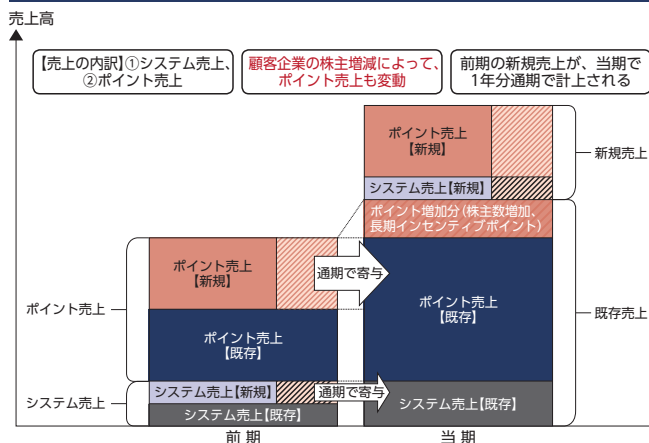 売上高
【売上の内訳】①システム売上、
②ポイント売上
顧客企業の株主増減によって、
ポイント売上も変動
前期の新規売上が、当期で
1年分通期で計上される
ポイント売上
【新規】
システム売上【新規】
ポイント増加分(株主数増加、
長期インセンティブポイント)
新規売上
ポイント売上
【新規】
通期で寄与
ポイント売上
【既存】
ポイント売上
ポイント売上
【既存】
既存売上
システム売上【新規】
通期で寄与
システム売上
システム売上【既存】
システム売上【既存】
前期
当期